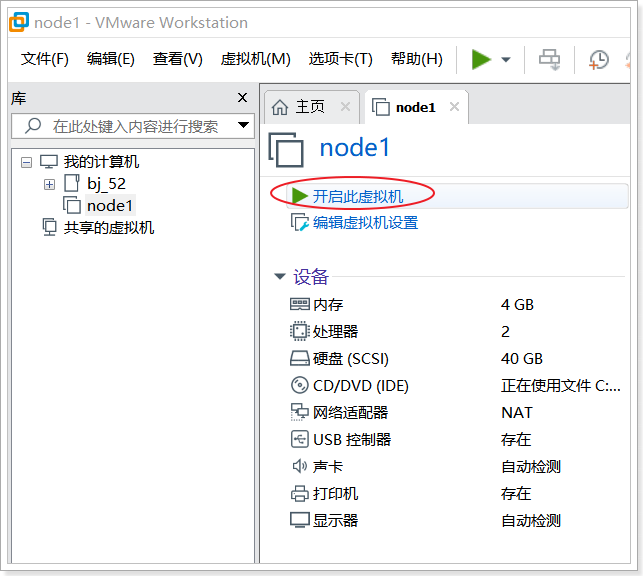 node1 - VMware Workstation
文件(F) 编辑(E) 查看(V) 虚拟机(M) 选项卡(T) 帮助(H)
库
在此处键入内容进行搜索
我的计算机
bj_52
node1
共享的虚拟机
主页 node1
node1
开启此虚拟机
编辑虚拟机设置
设备
内存 4 GB
处理器 2
硬盘 (SCSI) 40 GB
CD/DVD (IDE) 正在使用文件 C:...
网络适配器 NAT
USB 控制器 存在
声卡 自动检测
打印机 存在
显示器 自动检测